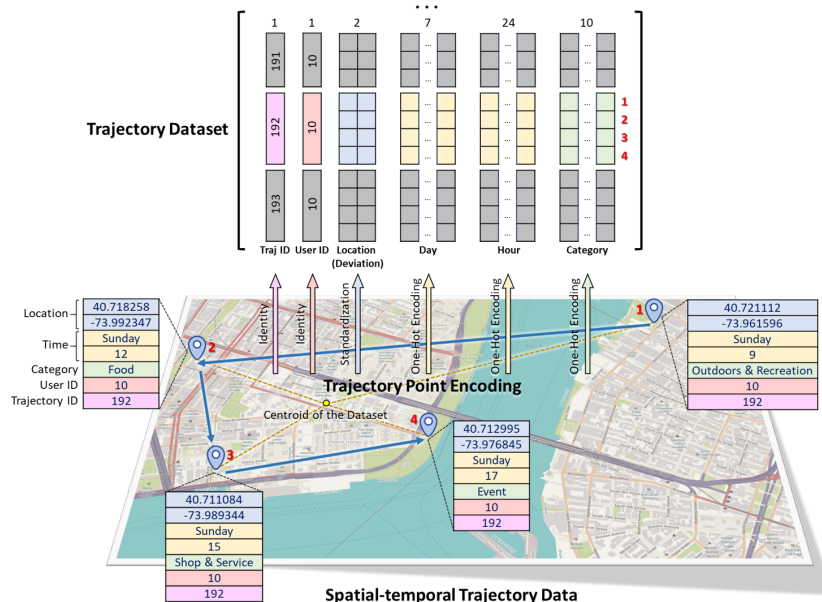 ...
1 1 2 7 24 10
191 10 ... ... ...
... ... ...
... ... ...
Trajectory Dataset
192 10 ... ... ... 1
... ... ... 2
... ... ... 3
... ... ... 4
193 10 ... ... ...
... ... ...
... ... ...
... ... ...
Traj ID User ID Location (Deviation) Day Hour Category
Identity
Identity
Standardization
One-Hot Encoding
One-Hot Encoding
One-Hot Encoding
Trajectory Point Encoding
Centroid of the Dataset
Location
Time
Category
User ID
Trajectory ID
2
40.718258
-73.992347
Sunday
12
Food
10
192
1
40.721112
-73.961596
Sunday
9
Outdoors & Recreation
10
192
3
40.711084
-73.989344
Sunday
15
Shop & Service
10
192
4
40.712995
-73.976845
Sunday
17
Event
10
192
Spatial-temporal Trajectory Data